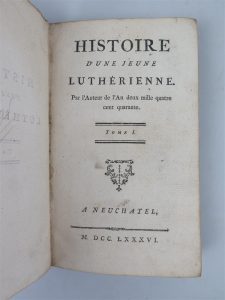 HISTOIRE
D'UNE JEUNE
LUTHÉRIENNE.
Par l'Auteur de l'An deux mille quatre
cent quarante.
Tome I.
A NEUCHATEL,
M. DCC. LXXXVI.